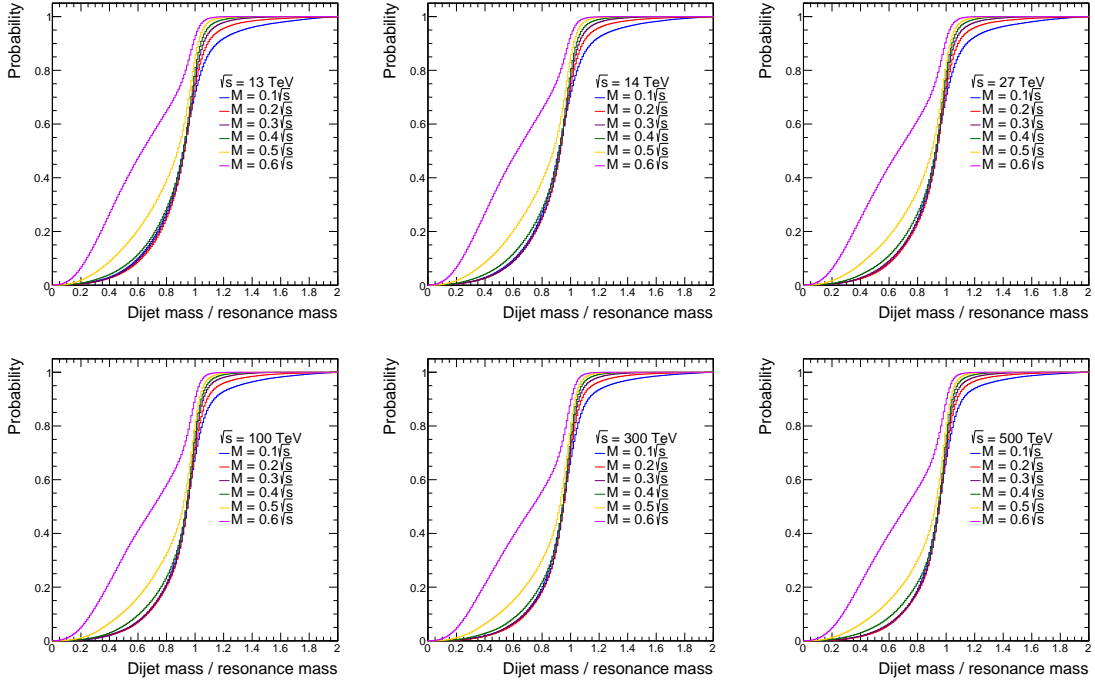 Probability
1
0.8
0.6
0.4
0.2
0
√s = 13 TeV
M = 0.1√s
M = 0.2√s
M = 0.3√s
M = 0.4√s
M = 0.5√s
M = 0.6√s
0 0.2 0.4 0.6 0.8 1 1.2 1.4 1.6 1.8 2
Dijet mass / resonance mass
Probability
1
0.8
0.6
0.4
0.2
0
√s = 14 TeV
M = 0.1√s
M = 0.2√s
M = 0.3√s
M = 0.4√s
M = 0.5√s
M = 0.6√s
0 0.2 0.4 0.6 0.8 1 1.2 1.4 1.6 1.8 2
Dijet mass / resonance mass
Probability
1
0.8
0.6
0.4
0.2
0
√s = 27 TeV
M = 0.1√s
M = 0.2√s
M = 0.3√s
M = 0.4√s
M = 0.5√s
M = 0.6√s
0 0.2 0.4 0.6 0.8 1 1.2 1.4 1.6 1.8 2
Dijet mass / resonance mass
Probability
1
0.8
0.6
0.4
0.2
0
√s = 100 TeV
M = 0.1√s
M = 0.2√s
M = 0.3√s
M = 0.4√s
M = 0.5√s
M = 0.6√s
0 0.2 0.4 0.6 0.8 1 1.2 1.4 1.6 1.8 2
Dijet mass / resonance mass
Probability
1
0.8
0.6
0.4
0.2
0
√s = 300 TeV
M = 0.1√s
M = 0.2√s
M = 0.3√s
M = 0.4√s
M = 0.5√s
M = 0.6√s
0 0.2 0.4 0.6 0.8 1 1.2 1.4 1.6 1.8 2
Dijet mass / resonance mass
Probability
1
0.8
0.6
0.4
0.2
0
√s = 500 TeV
M = 0.1√s
M = 0.2√s
M = 0.3√s
M = 0.4√s
M = 0.5√s
M = 0.6√s
0 0.2 0.4 0.6 0.8 1 1.2 1.4 1.6 1.8 2
Dijet mass / resonance mass